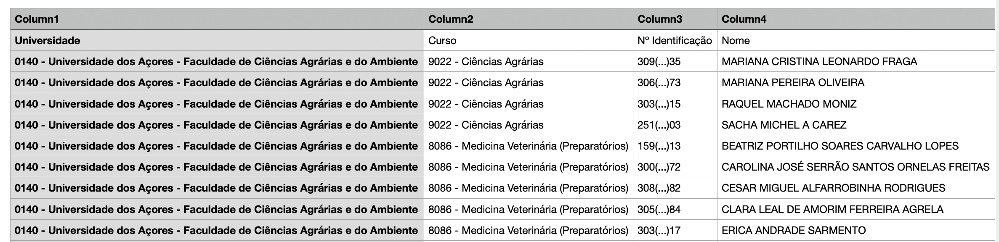 Column1 Column2 Column3 Column4
Universidade Curso Nº Identificação Nome
0140 - Universidade dos Açores - Faculdade de Ciências Agrárias e do Ambiente 9022 - Ciências Agrárias 309(...)35 MARIANA CRISTINA LEONARDO FRAGA
0140 - Universidade dos Açores - Faculdade de Ciências Agrárias e do Ambiente 9022 - Ciências Agrárias 306(...)73 MARIANA PEREIRA OLIVEIRA
0140 - Universidade dos Açores - Faculdade de Ciências Agrárias e do Ambiente 9022 - Ciências Agrárias 303(...)15 RAQUEL MACHADO MONIZ
0140 - Universidade dos Açores - Faculdade de Ciências Agrárias e do Ambiente 9022 - Ciências Agrárias 251(...)03 SACHA MICHEL A CAREZ
0140 - Universidade dos Açores - Faculdade de Ciências Agrárias e do Ambiente 8086 - Medicina Veterinária (Preparatórios) 159(...)13 BEATRIZ PORTILHO SOARES CARVALHO LOPES
0140 - Universidade dos Açores - Faculdade de Ciências Agrárias e do Ambiente 8086 - Medicina Veterinária (Preparatórios) 300(...)72 CAROLINA JOSÉ SERRÃO SANTOS ORNELAS FREITAS
0140 - Universidade dos Açores - Faculdade de Ciências Agrárias e do Ambiente 8086 - Medicina Veterinária (Preparatórios) 308(...)82 CESAR MIGUEL ALFARROBINHA RODRIGUES
0140 - Universidade dos Açores - Faculdade de Ciências Agrárias e do Ambiente 8086 - Medicina Veterinária (Preparatórios) 305(...)84 CLARA LEAL DE AMORIM FERREIRA AGRELA
0140 - Universidade dos Açores - Faculdade de Ciências Agrárias e do Ambiente 8086 - Medicina Veterinária (Preparatórios) 303(...)17 ERICA ANDRADE SARMENTO